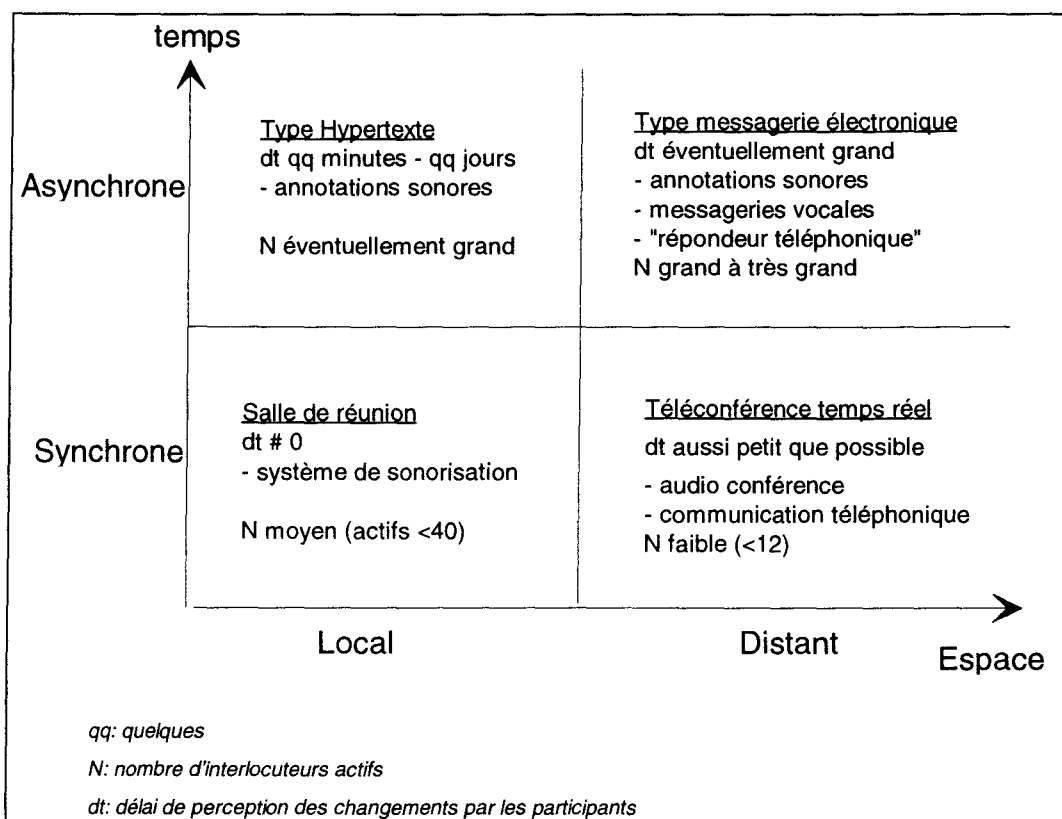 temps
Asynchrone
Type Hypertexte
dt qq minutes - qq jours
- annotations sonores
N éventuellement grand
Type messagerie électronique
dt éventuellement grand
- annotations sonores
- messageries vocales
- "répondeur téléphonique"
N grand à très grand
Synchrone
Salle de réunion
dt # 0
- système de sonorisation
N moyen (actifs <40)
Téléconférence temps réel
dt aussi petit que possible
- audio conférence
- communication téléphonique
N faible (<12)
Local
Distant
Espace
qq: quelques
N: nombre d'interlocuteurs actifs
dt: délai de perception des changements par les participants